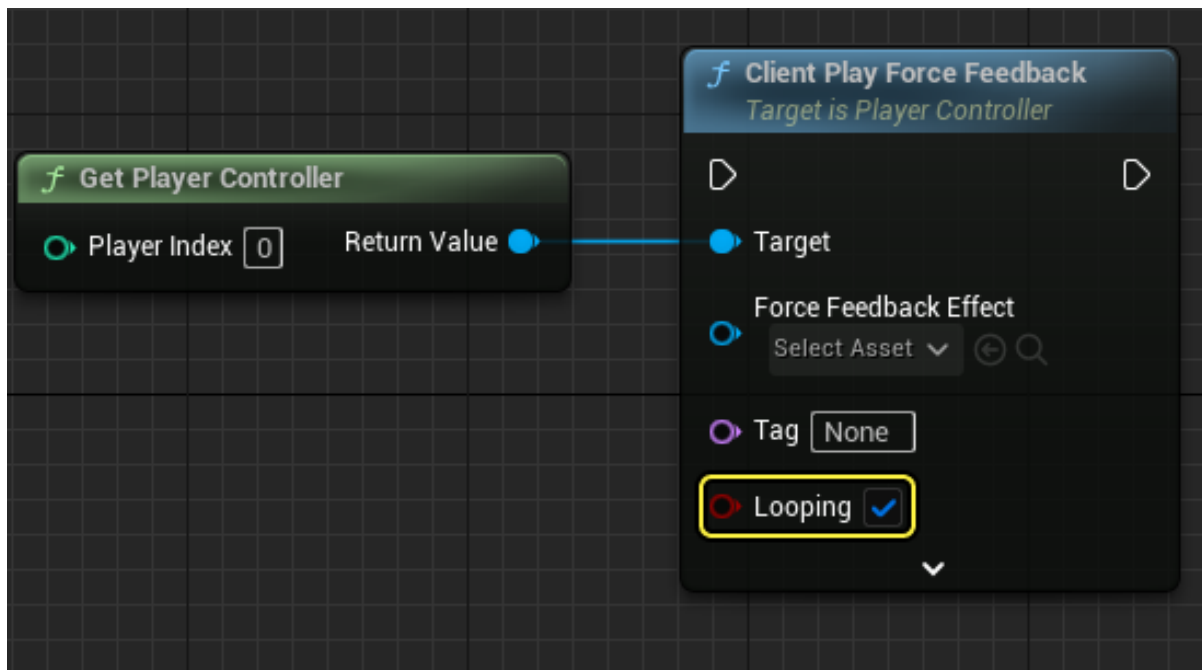 Client Play Force Feedback
Target is Player Controller
Get Player Controller
Player Index 0 Return Value
Target
Force Feedback Effect
Select Asset
Tag None
Looping